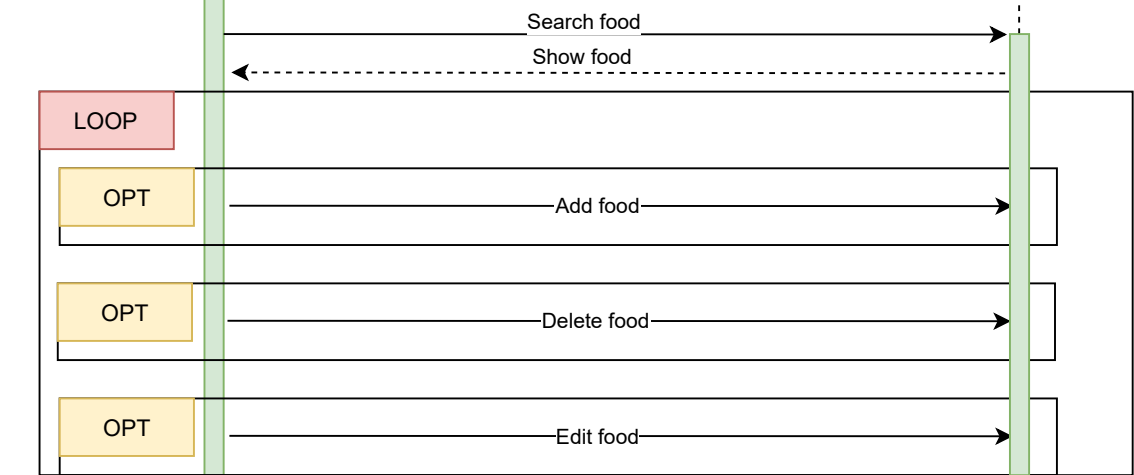 Search food
Show food
LOOP
OPT
Add food
OPT
Delete food
OPT
Edit food